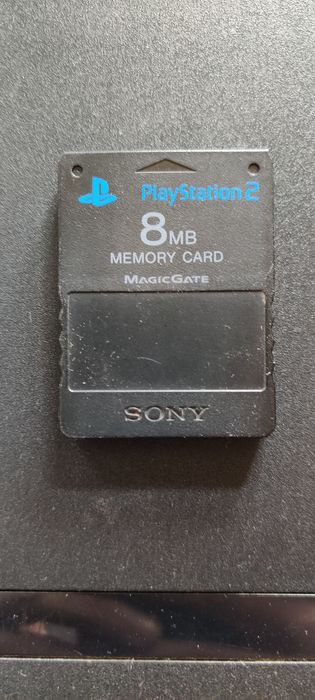 PlayStation 2
8MB
MEMORY CARD
MAGICGATE
SONY